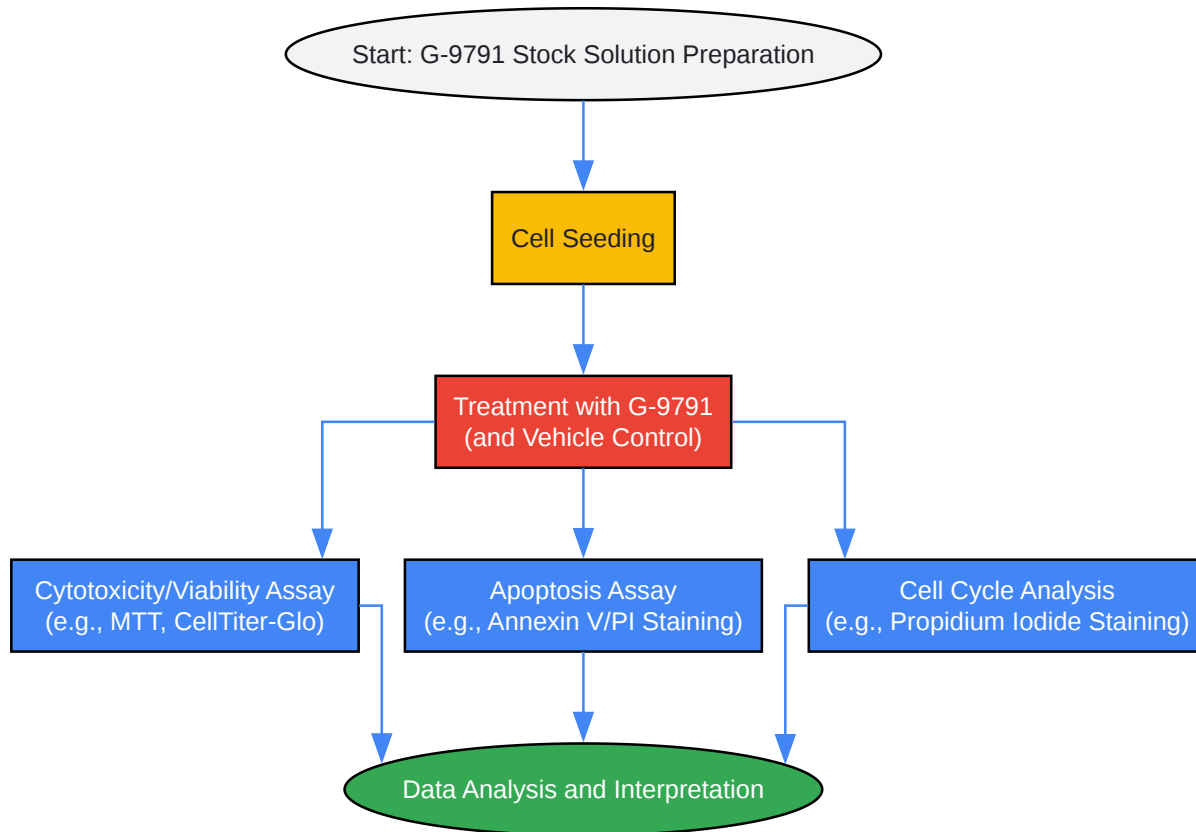 Start: G-9791 Stock Solution Preparation
Cell Seeding
Treatment with G-9791
(and Vehicle Control)
Cytotoxicity/Viability Assay
(e.g., MTT, CellTiter-Glo)
Apoptosis Assay
(e.g., Annexin V/PI Staining)
Cell Cycle Analysis
(e.g., Propidium Iodide Staining)
Data Analysis and Interpretation